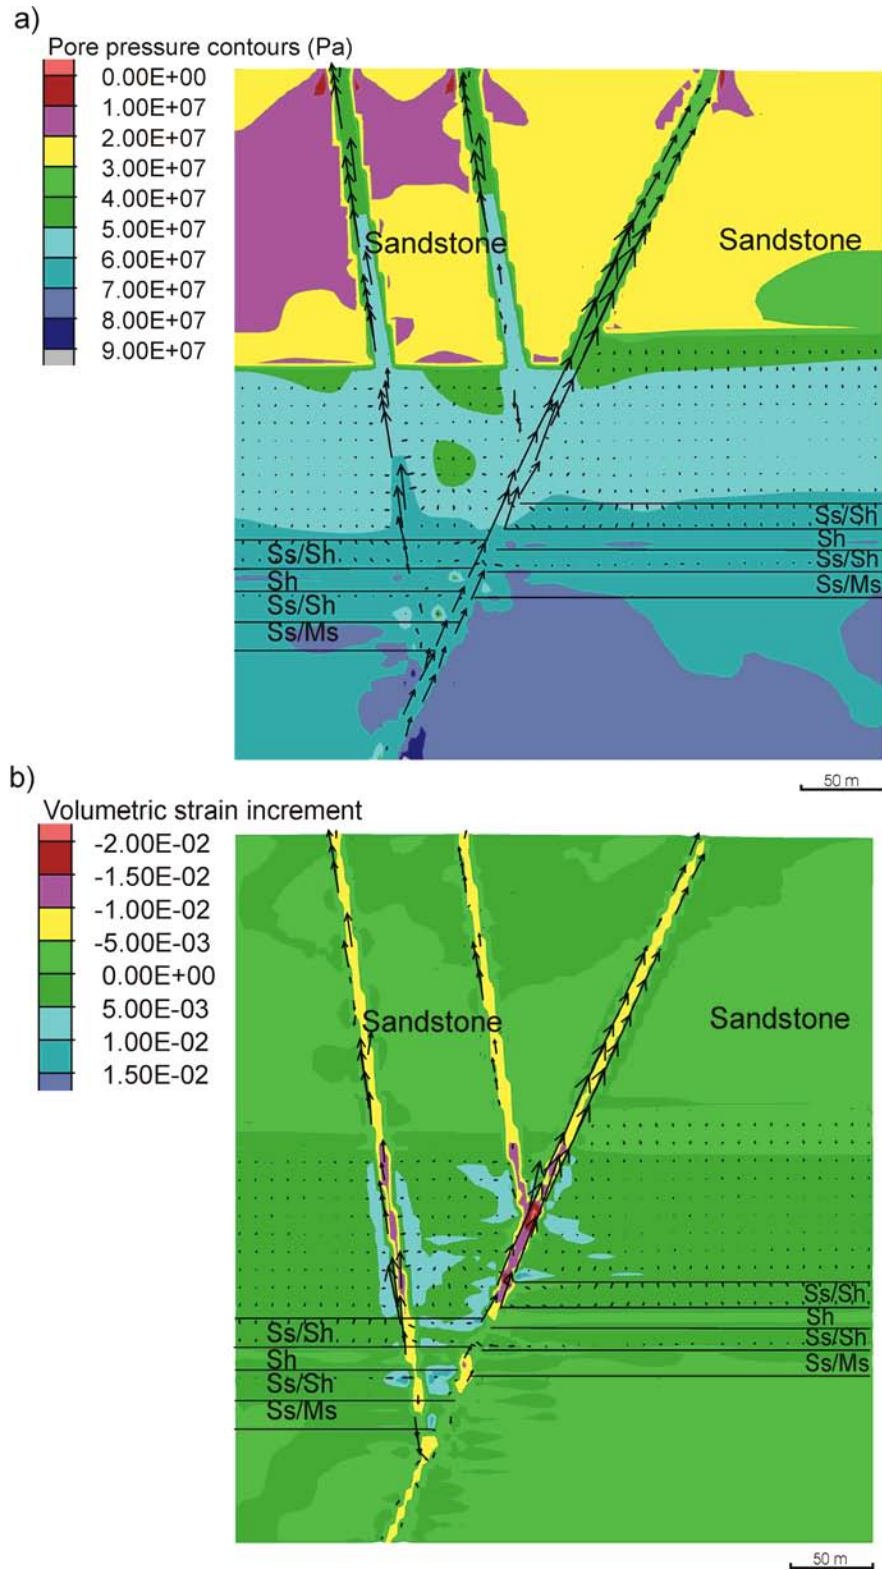 a)
Pore pressure contours (Pa)
0.00E+00
1.00E+07
2.00E+07
3.00E+07
4.00E+07
5.00E+07
6.00E+07
7.00E+07
8.00E+07
9.00E+07
Sandstone
Sandstone
Ss/Sh
Sh
Ss/Sh
Ss/Ms
Ss/Sh
Sh
Ss/Sh
Ss/Ms
50 m
b)
Volumetric strain increment
-2.00E-02
-1.50E-02
-1.00E-02
-5.00E-03
0.00E+00
5.00E-03
1.00E-02
1.50E-02
Sandstone
Sandstone
Ss/Sh
Sh
Ss/Sh
Ss/Ms
Ss/Sh
Sh
Ss/Sh
Ss/Ms
50 m